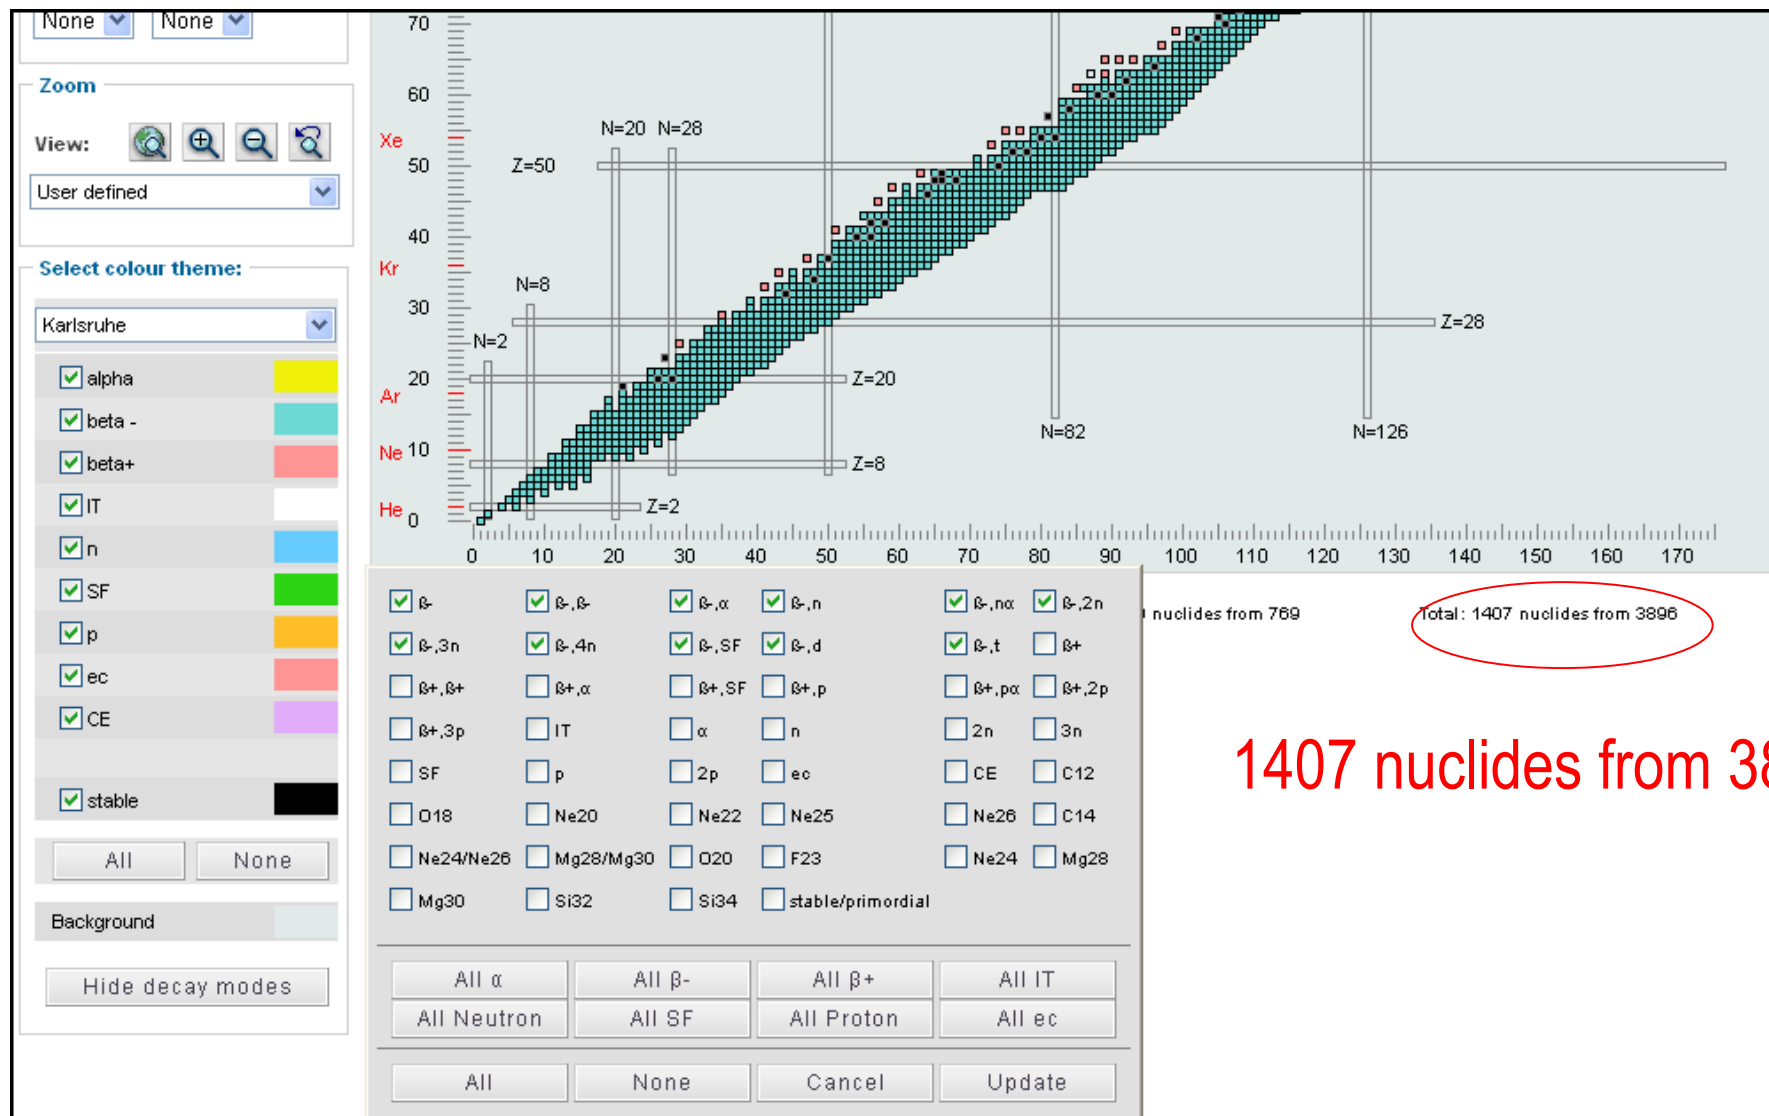 None None
Zoom
View:
User defined
Select colour theme:
Karlsruhe
alpha
beta -
beta+
IT
n
SF
p
ec
CE
stable
All None
Background
Hide decay modes
70
60
Xe
50
40
Kr
30
20
Ar
Ne 10
He 0
N=20 N=28
Z=50
N=8
N=2
Z=28
Z=20
N=82 N=126
Z=8
Z=2
0 10 20 30 40 50 60 70 80 90 100 110 120 130 140 150 160 170
nuclides from 769 Total: 1407 nuclides from 3896
ß- ß-,ß- ß-,α ß-,n ß-,nα ß-,2n
ß-,3n ß-,4n ß-,SF ß-,d ß-,t ß+
ß+,ß+ ß+,α ß+,SF ß+,p ß+,pα ß+,2p
ß+,3p IT α n 2n 3n
SF p 2p ec CE C12
O18 Ne20 Ne22 Ne25 Ne26 C14
Ne24/Ne26 Mg28/Mg30 O20 F23 Ne24 Mg28
Mg30 Si32 Si34 stable/primordial
All α All β- All β+ All IT
All Neutron All SF All Proton All ec
All None Cancel Update
1407 nuclides from